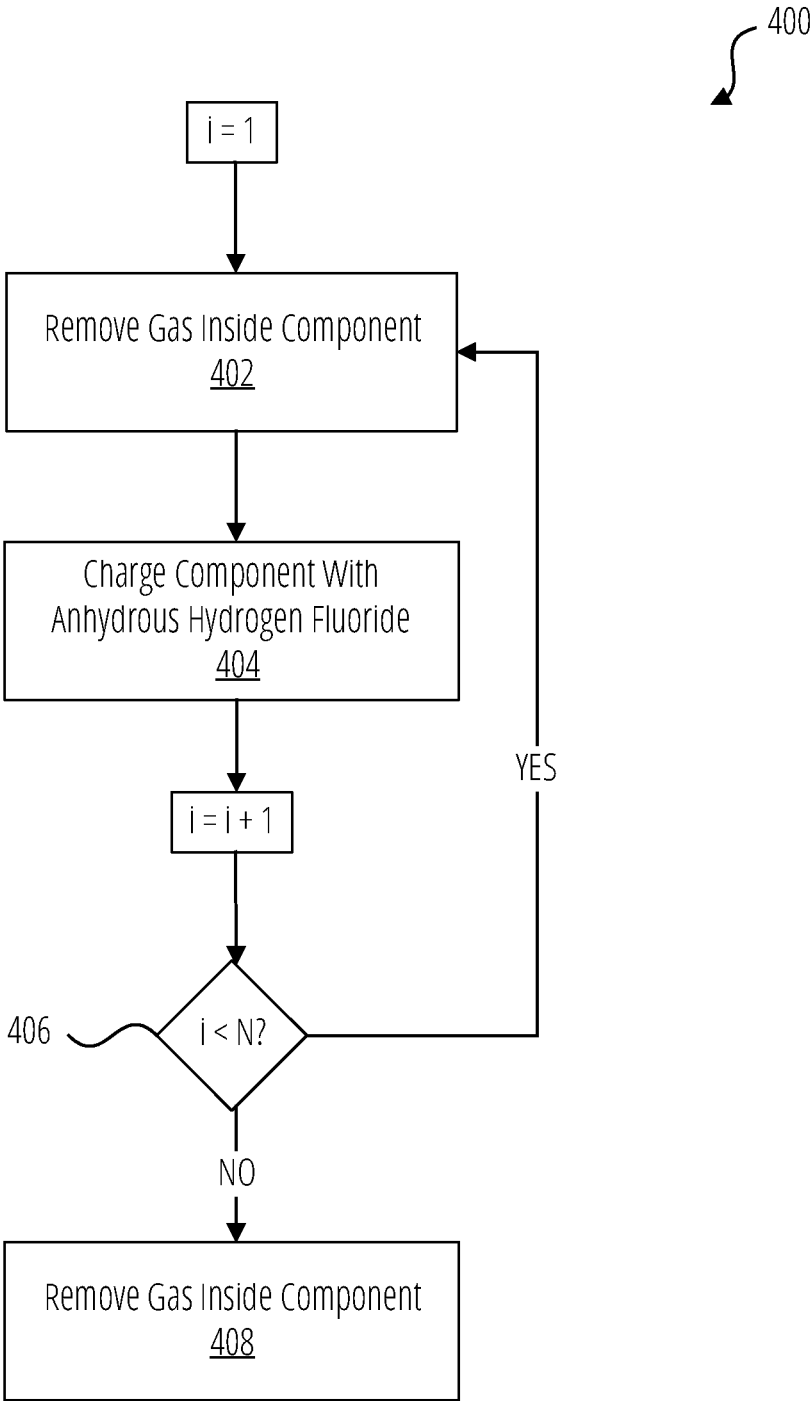 400
i = 1
Remove Gas Inside Component
402
Charge Component With
Anhydrous Hydrogen Fluoride
404
YES
i = i + 1
406
i < N?
NO
Remove Gas Inside Component
408